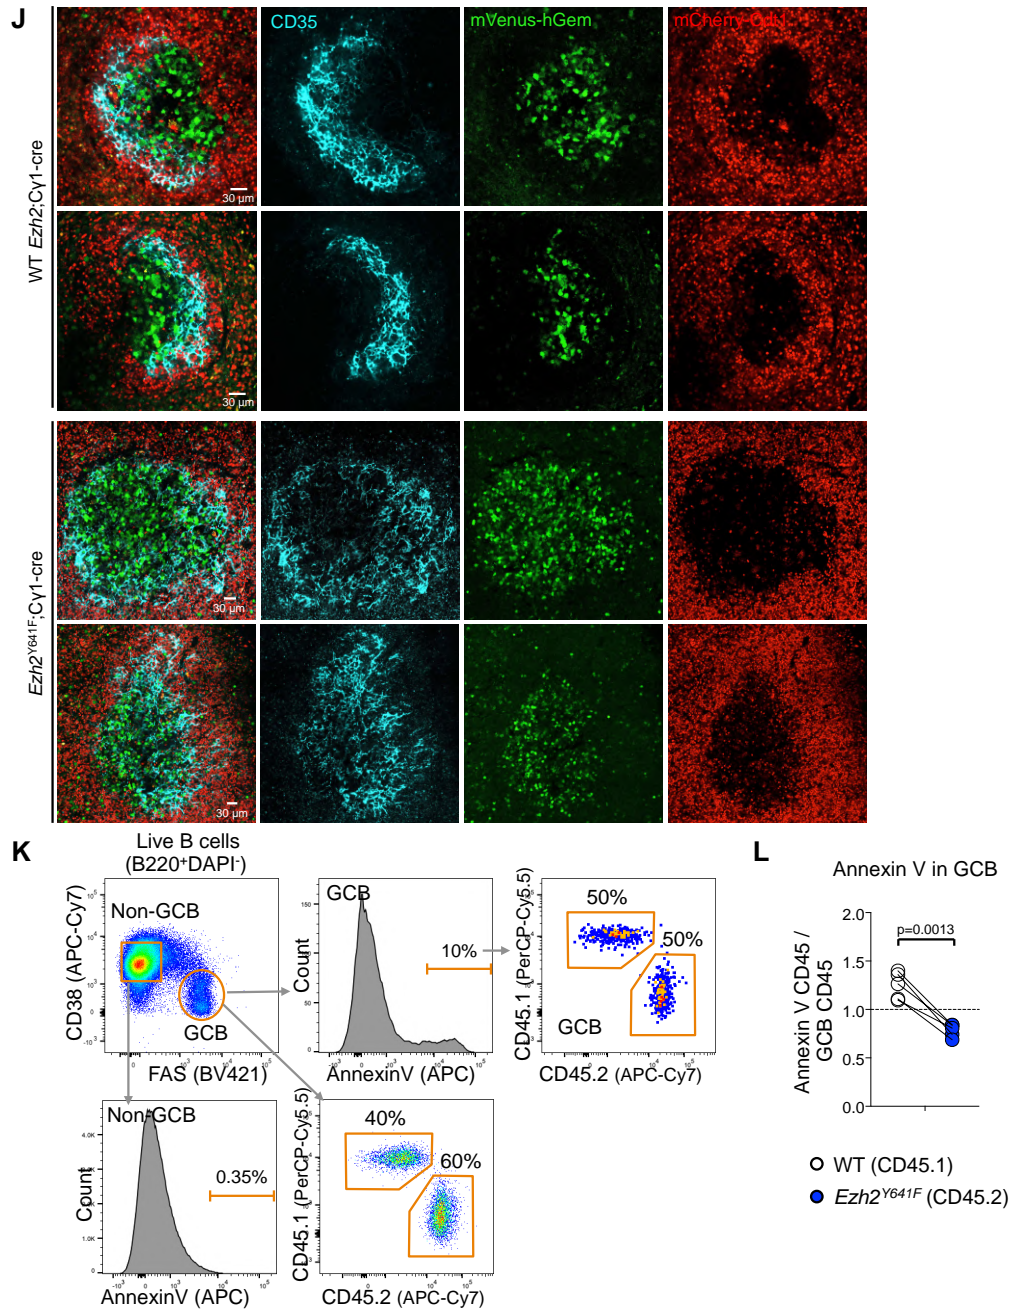 J
CD35
mVenus-hGem
mCherry-Cdt1
WT Ezh2;Cγ1-cre
30 µm
30 µm
Ezh2Y641F;Cγ1-cre
30 µm
30 µm
K
Live B cells
(B220+DAPI-)
CD38 (APC-Cy7)
Non-GCB
GCB
FAS (BV421)
GCB
Count
10%
AnnexinV (APC)
CD45.1 (PerCP-Cy5.5)
50%
50%
GCB
CD45.2 (APC-Cy7)
Non-GCB
Count
0.35%
AnnexinV (APC)
CD45.1 (PerCP-Cy5.5)
40%
60%
CD45.2 (APC-Cy7)
L
Annexin V in GCB
Annexin V CD45 /
GCB CD45
2.0
1.5
1.0
0.5
0.0
p=0.0013
WT (CD45.1)
Ezh2Y641F (CD45.2)